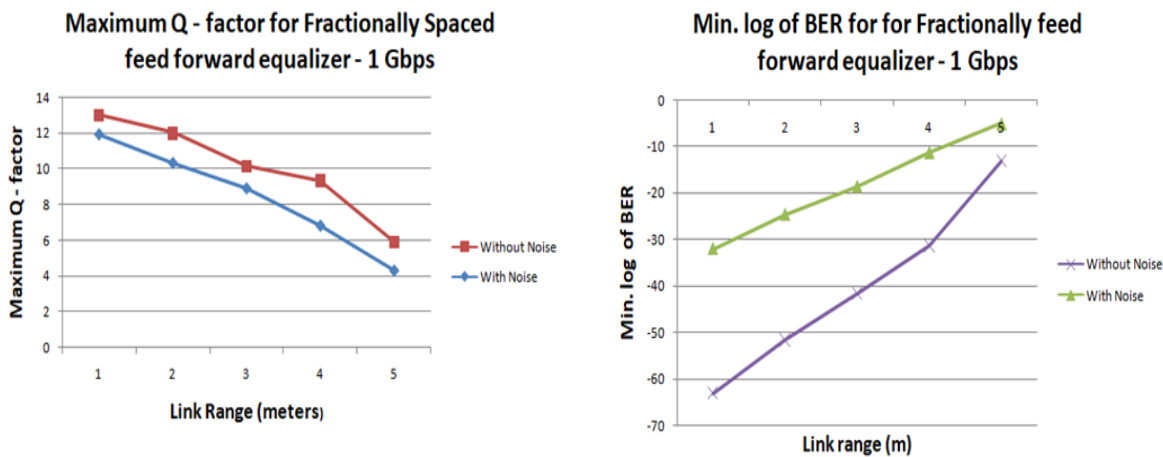 Maximum Q - factor for Fractionally Spaced
feed forward equalizer - 1 Gbps
Maximum Q - factor
14
12
10
8
6
4
2
0
1 2 3 4 5
Link Range (meters)
Without Noise
With Noise
Min. log of BER for for Fractionally feed
forward equalizer - 1 Gbps
Min. log of BER
0
-10
-20
-30
-40
-50
-60
-70
1 2 3 4 5
Link range (m)
Without Noise
With Noise